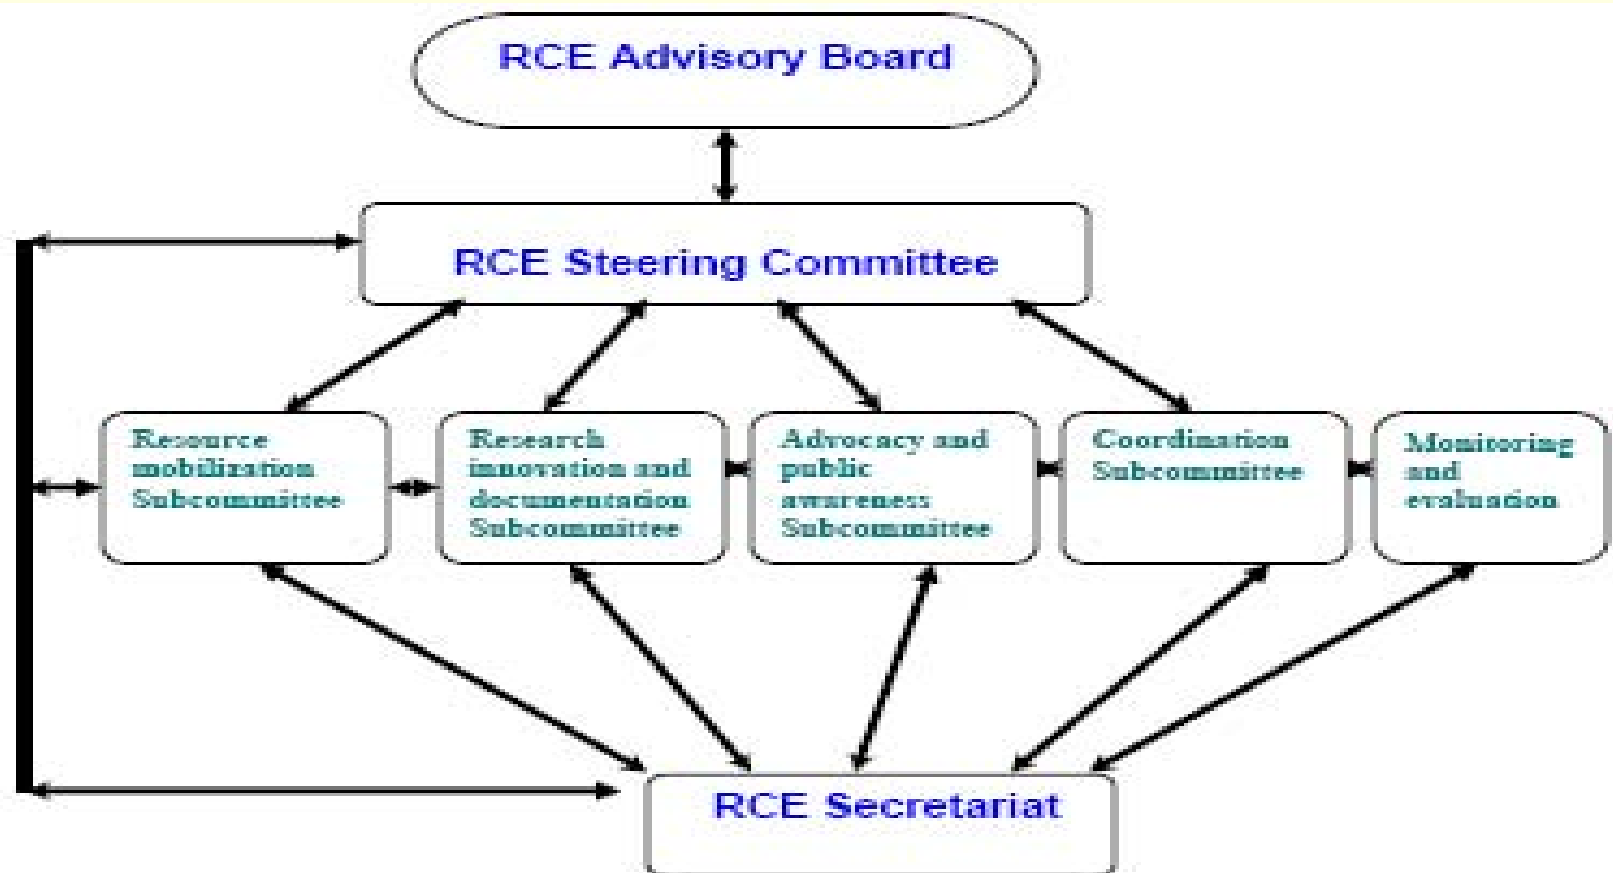 RCE Advisory Board
RCE Steering Committee
Resource
mobilization
Subcommittee
Research
innovation and
documentation
Subcommittee
Advocacy and
public
awareness
Subcommittee
Coordination
Subcommittee
Monitoring
and
evaluation
RCE Secretariat